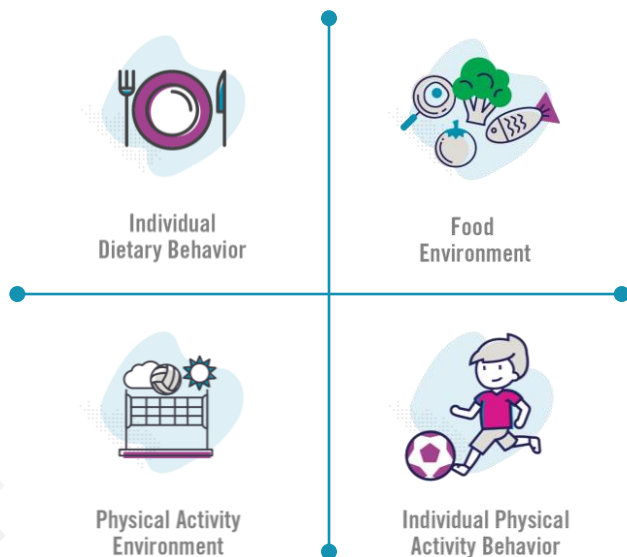 Individual
Dietary Behavior
Food
Environment
Physical Activity
Environment
Individual Physical
Activity Behavior